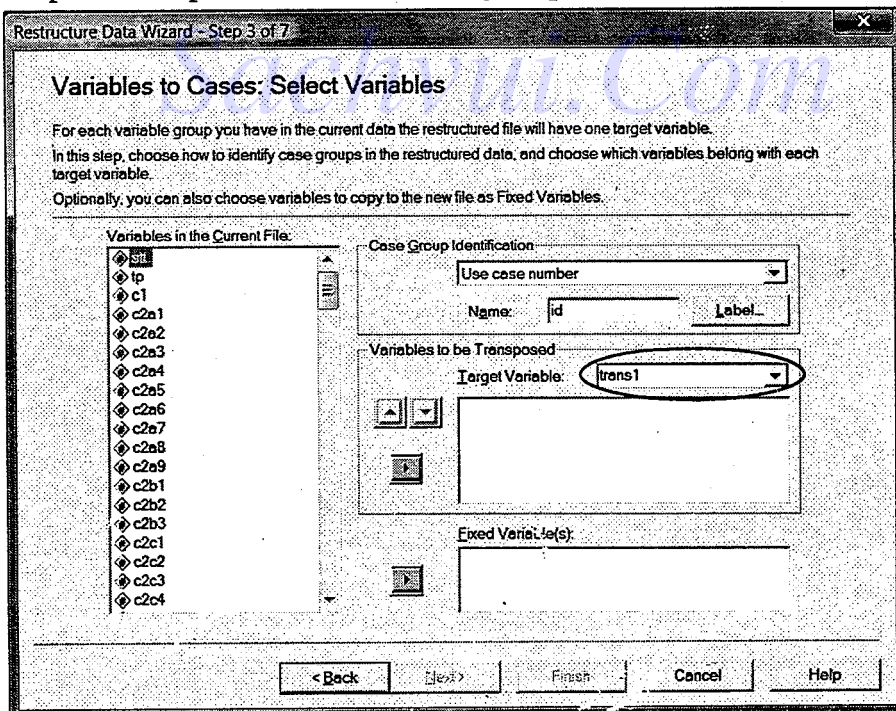 Restructure Data Wizard - Step 3 of 7
Sachvui.Com
Variables to Cases: Select Variables
For each variable group you have in the current data the restructured file will have one target variable.
In this step, choose how to identify case groups in the restructured data, and choose which variables belong with each
target variable.
Optionally, you can also choose variables to copy to the new file as Fixed Variables.
Variables in the Current File:
stt
tp
c1
c2a1
c2a2
c2a3
c2a4
c2a5
c2a6
c2a7
c2a8
c2a9
c2b1
c2b2
c2b3
c2c1
c2c2
c2c3
c2c4
Case Group Identification
Use case number
Name: id
Label...
Variables to be Transposed
Target Variable: trans1
Fixed Variable(s):
< Back
Next >
Finish
Cancel
Help